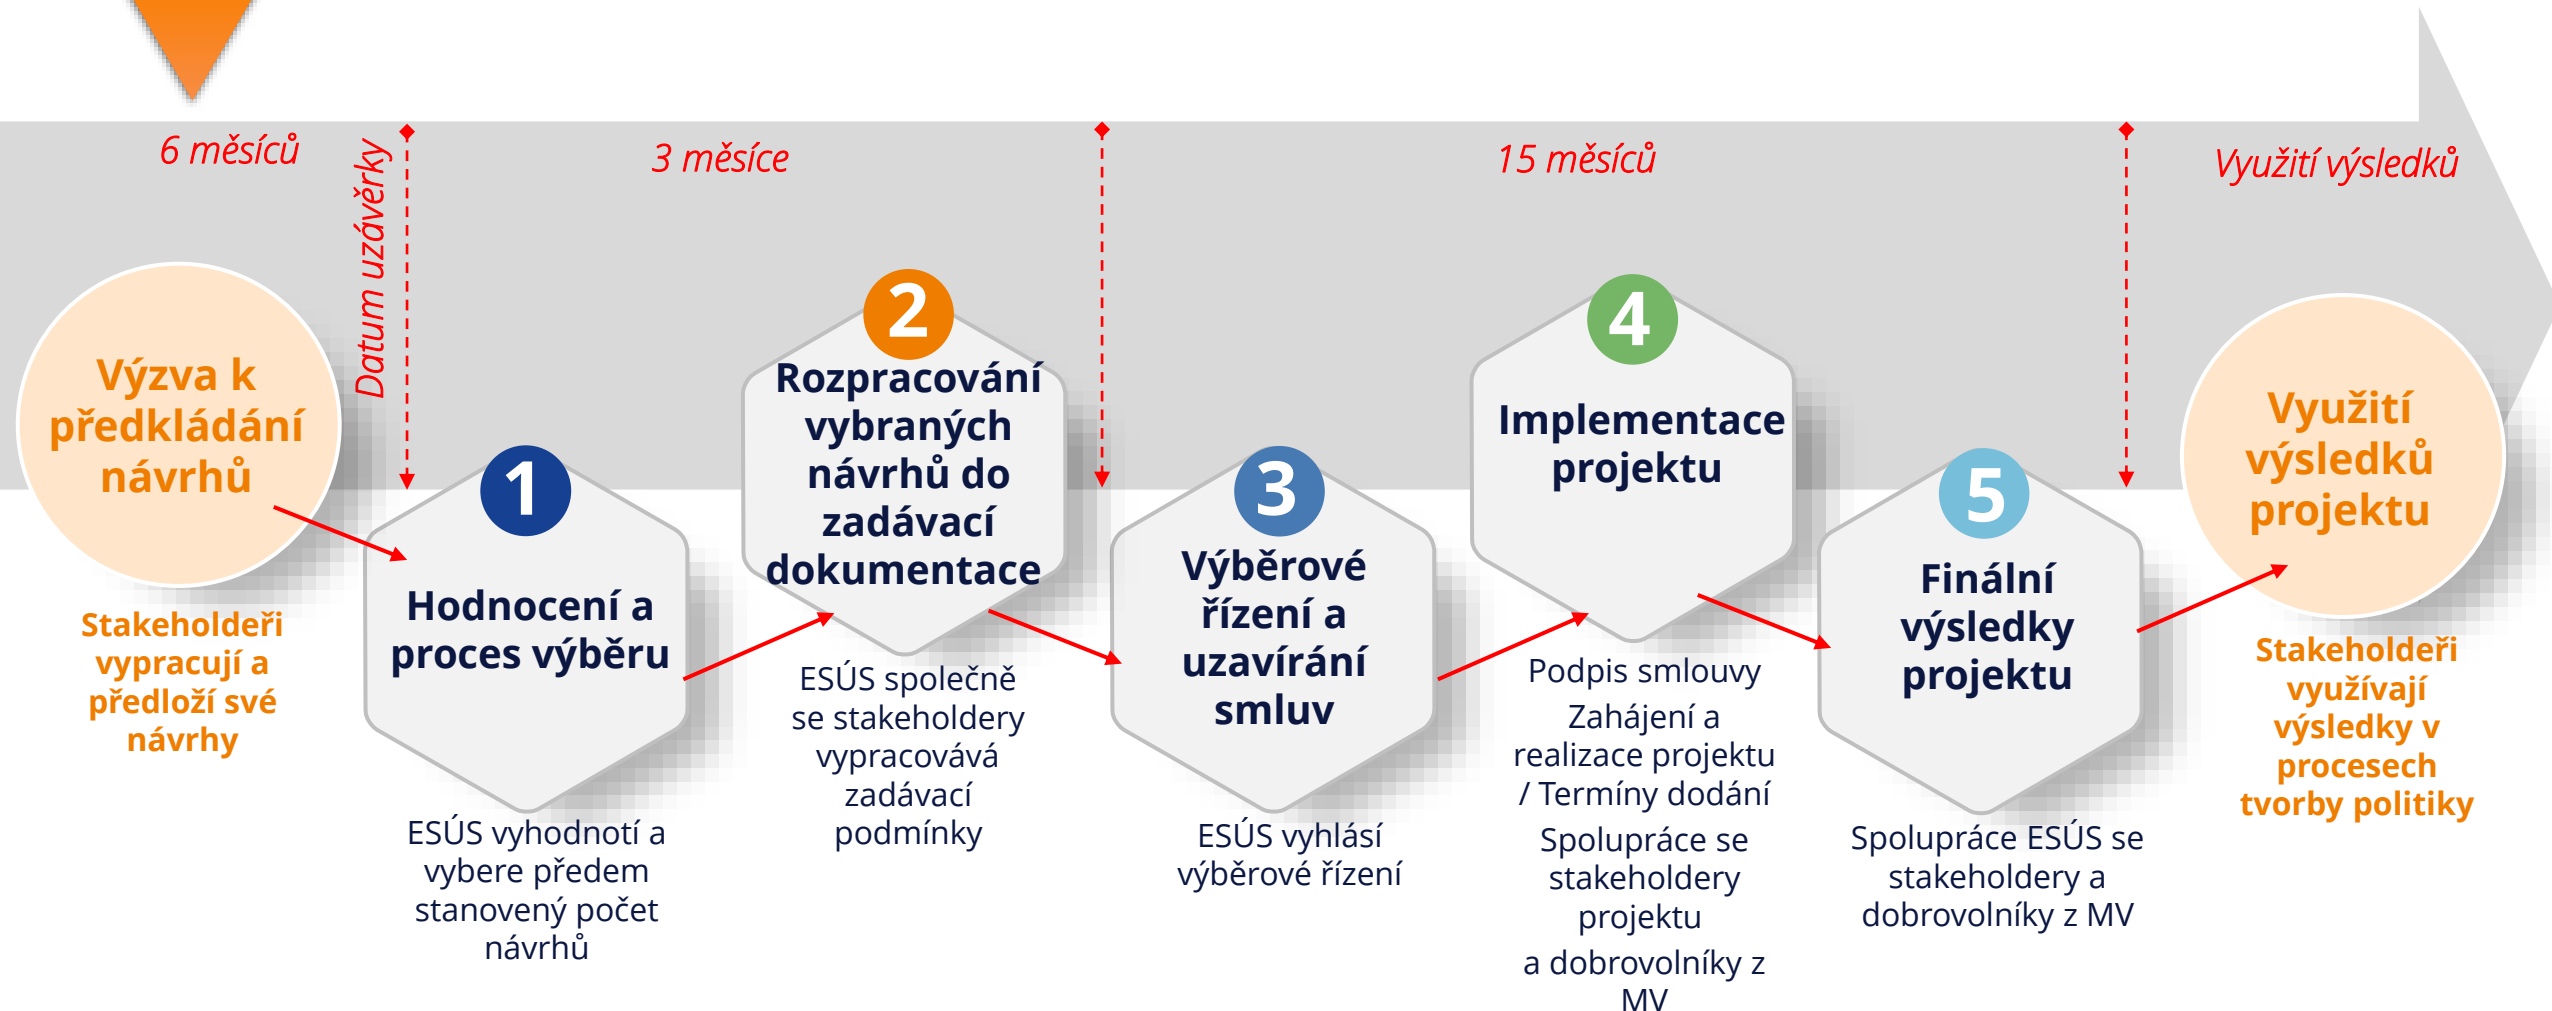 6 měsíců
Datum uzávěrky
3 měsíce
15 měsíců
Využití výsledků
Výzva k
předkládání
návrhů
Stakeholdeři
vypracují a
předloží své
návrhy
1
Hodnocení a
proces výběru
ESÚS vyhodnotí a
vybere předem
stanovený počet
návrhů
2
Rozpracování
vybraných
návrhů do
zadávací
dokumentace
ESÚS společně
se stakeholdery
vypracovává
zadávací
podmínky
3
Výběrové
řízení a
uzavírání
smluv
ESÚS vyhlásí
výběrové řízení
4
Implementace
projektu
Podpis smlouvy
Zahájení a
realizace projektu
/ Termíny dodání
Spolupráce se
stakeholdery
projektu
a dobrovolníky z
MV
5
Finální
výsledky
projektu
Spolupráce ESÚS se
stakeholdery a
dobrovolníky z MV
Využití
výsledků
projektu
Stakeholdeři
využívají
výsledky v
procesech
tvorby politiky